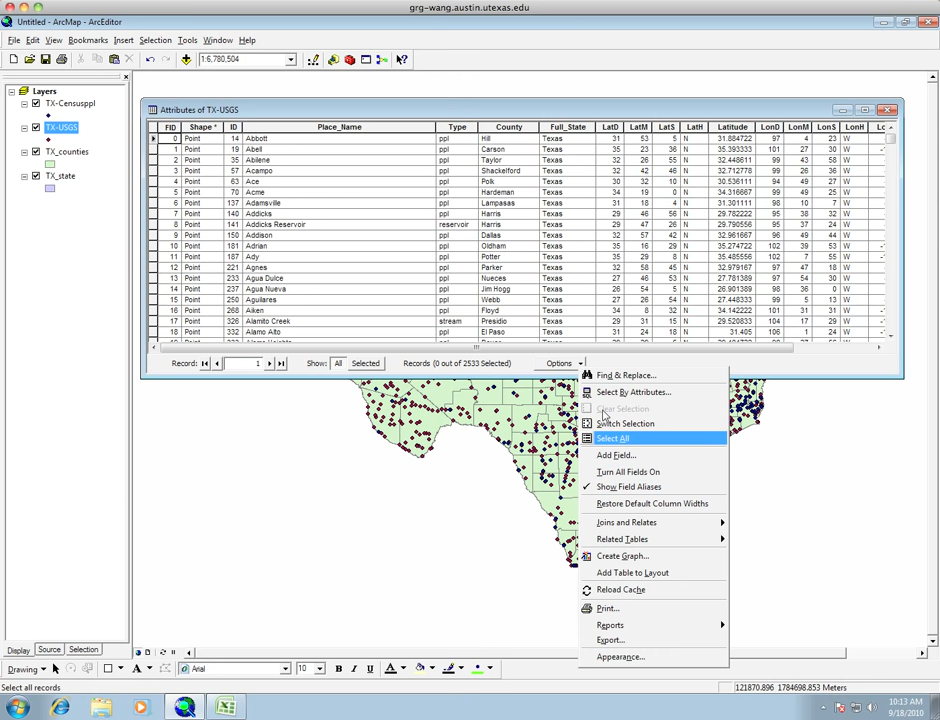 grg-wang.austin.utexas.edu
Untitled - ArcMap - ArcEditor
File Edit View Bookmarks Insert Selection Tools Window Help
1:6,780,504
Layers
TX-Censusppl
TX-USGS
TX_counties
TX_state
Attributes of TX-USGS
FID Shape * ID Place_Name Type County Full_State LatD LatM LatS LatH Latitude LonD LonM LonS LonH Lo
0 Point 14 Abbott ppl Hill Texas 31 53 5 N 31.884722 97 4 23 W
1 Point 19 Abell ppl Carson Texas 35 23 36 N 35.393333 101 27 30 W
2 Point 35 Abilene ppl Taylor Texas 32 26 55 N 32.448611 99 43 58 W
3 Point 57 Acampo ppl Shackelford Texas 32 42 46 N 32.712778 99 26 36 W
4 Point 62 Ace ppl Polk Texas 30 32 10 N 30.536111 94 49 27 W
5 Point 70 Acme ppl Hardeman Texas 34 19 0 N 34.316667 99 49 25 W
6 Point 137 Adamsville ppl Lampasas Texas 31 18 4 N 31.301111 98 10 7 W
7 Point 140 Addicks ppl Harris Texas 29 46 56 N 29.782222 95 38 36 W
8 Point 141 Addicks Reservoir reservoir Harris Texas 29 47 26 N 29.790556 95 37 24 W
9 Point 150 Addison ppl Dallas Texas 32 57 42 N 32.961667 96 49 44 W
10 Point 181 Adrian ppl Oldham Texas 35 16 29 N 35.274722 102 39 53 W
11 Point 187 Ady ppl Potter Texas 35 29 8 N 35.485556 102 7 55 W
12 Point 221 Agnes ppl Parker Texas 32 58 45 N 32.979167 97 47 18 W
13 Point 233 Agua Dulce ppl Nueces Texas 27 46 53 N 27.781383 97 54 30 W
14 Point 237 Agua Nueva ppl Jim Hogg Texas 26 54 5 N 26.901389 98 36 0 W
15 Point 250 Aguilares ppl Webb Texas 27 26 54 N 27.448333 99 5 13 W
16 Point 268 Aiken ppl Floyd Texas 34 8 32 N 34.142222 101 31 31 W
17 Point 326 Alamito Creek stream Presidio Texas 29 31 15 N 29.520833 104 17 29 W
18 Point 332 Alamo Alto ppl El Paso Texas 31 24 18 N 31.405 106 1 24 W
Record: 1 Show: All Selected Records (0 out of 2533 Selected) Options
Find & Replace...
Select By Attributes...
Clear Selection
Switch Selection
Select All
Add Field...
Turn All Fields On
Show Field Aliases
Restore Default Column Widths
Joins and Relates
Related Tables
Create Graph...
Add Table to Layout
Reload Cache
Print...
Reports
Export...
Appearance...
Display Source Selection
Drawing Arial 10 B I U A
Select all records 121870.896 1784698.853 Meters
10:13 AM
9/18/2010